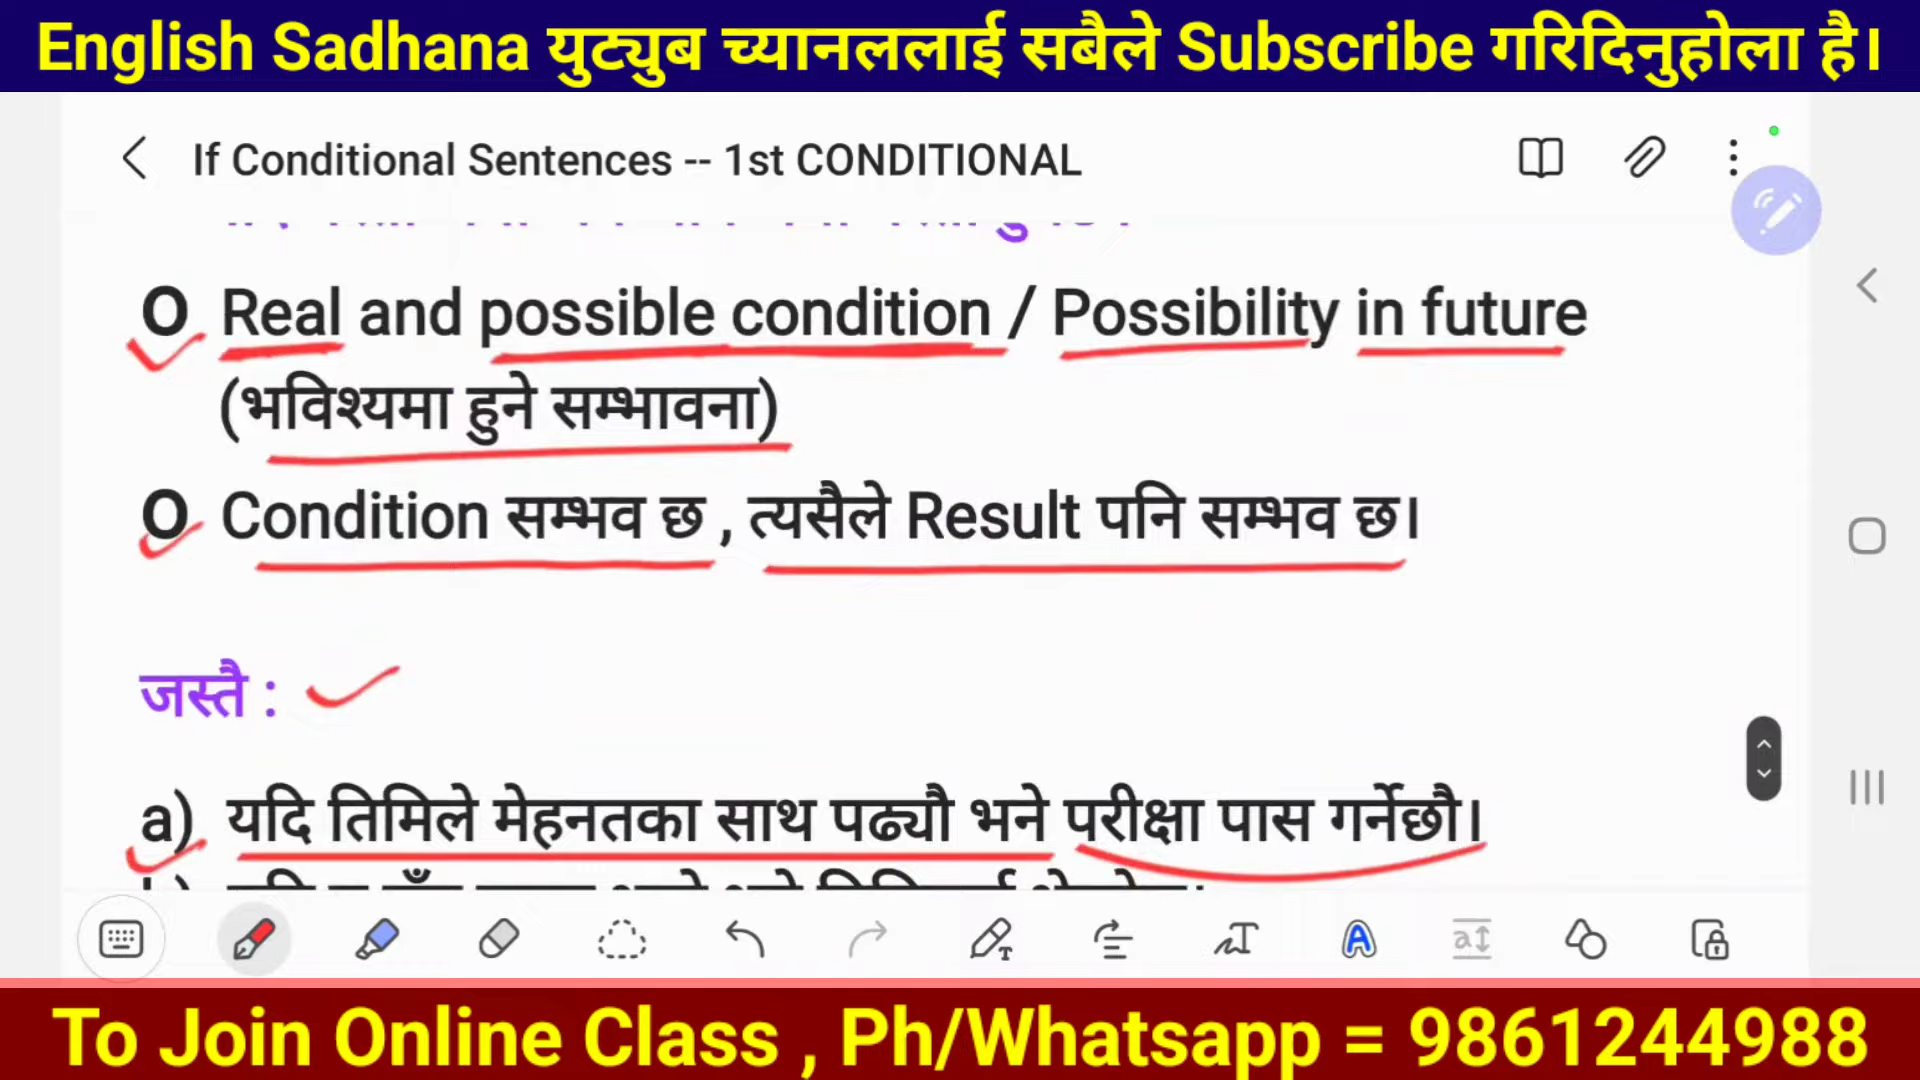 English Sadhana युट्युब च्यानललाई सबैले Subscribe गरिदिनुहोला है।
If Conditional Sentences -- 1st CONDITIONAL
O Real and possible condition / Possibility in future
(भविश्यमा हुने सम्भावना)
O Condition सम्भव छ , त्यसैले Result पनि सम्भव छ।
जस्तै :
a) यदि तिमिले मेहनतका साथ पढ्यौ भने परीक्षा पास गर्नेछौ।
To Join Online Class , Ph/Whatsapp = 9861244988